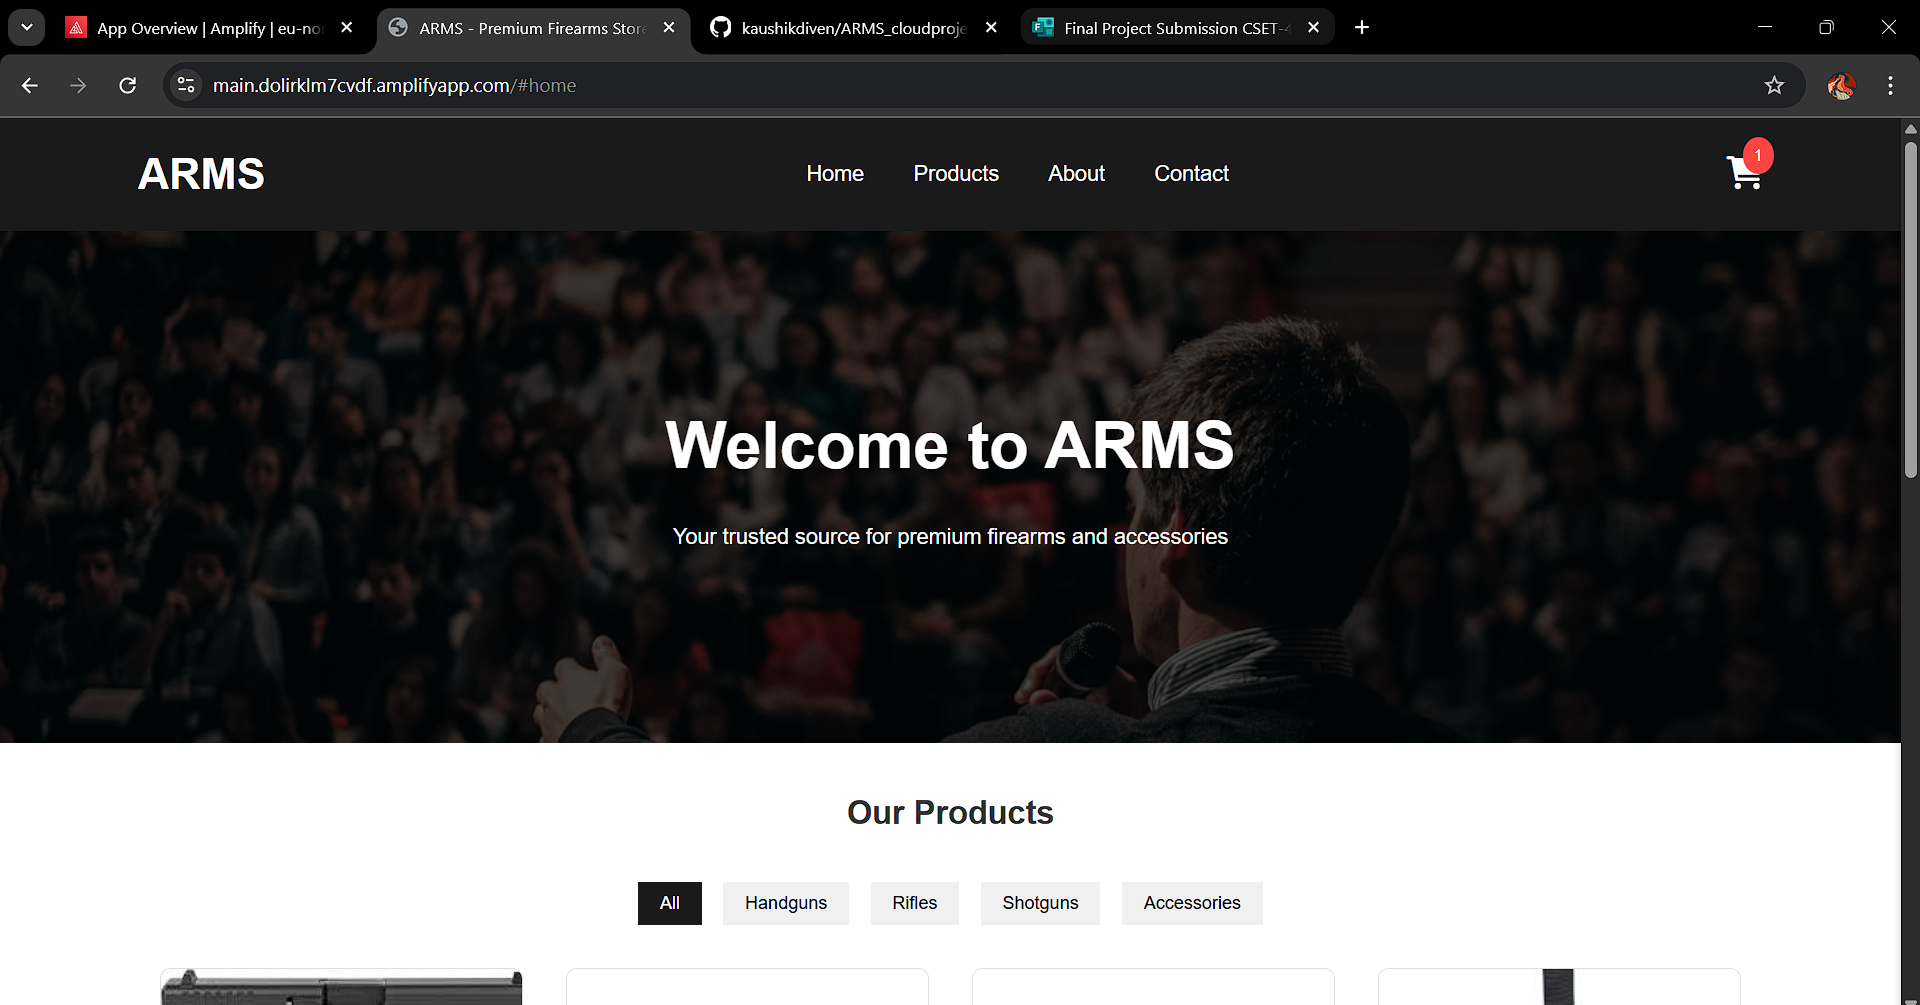 App Overview | Amplify | eu-no
ARMS - Premium Firearms Store
kaushikdiven/ARMS_cloudproje
Final Project Submission CSET-4
main.dolirklm7cvdf.amplifyapp.com/#home
ARMS
Home
Products
About
Contact
1
Welcome to ARMS
Your trusted source for premium firearms and accessories
Our Products
All
Handguns
Rifles
Shotguns
Accessories